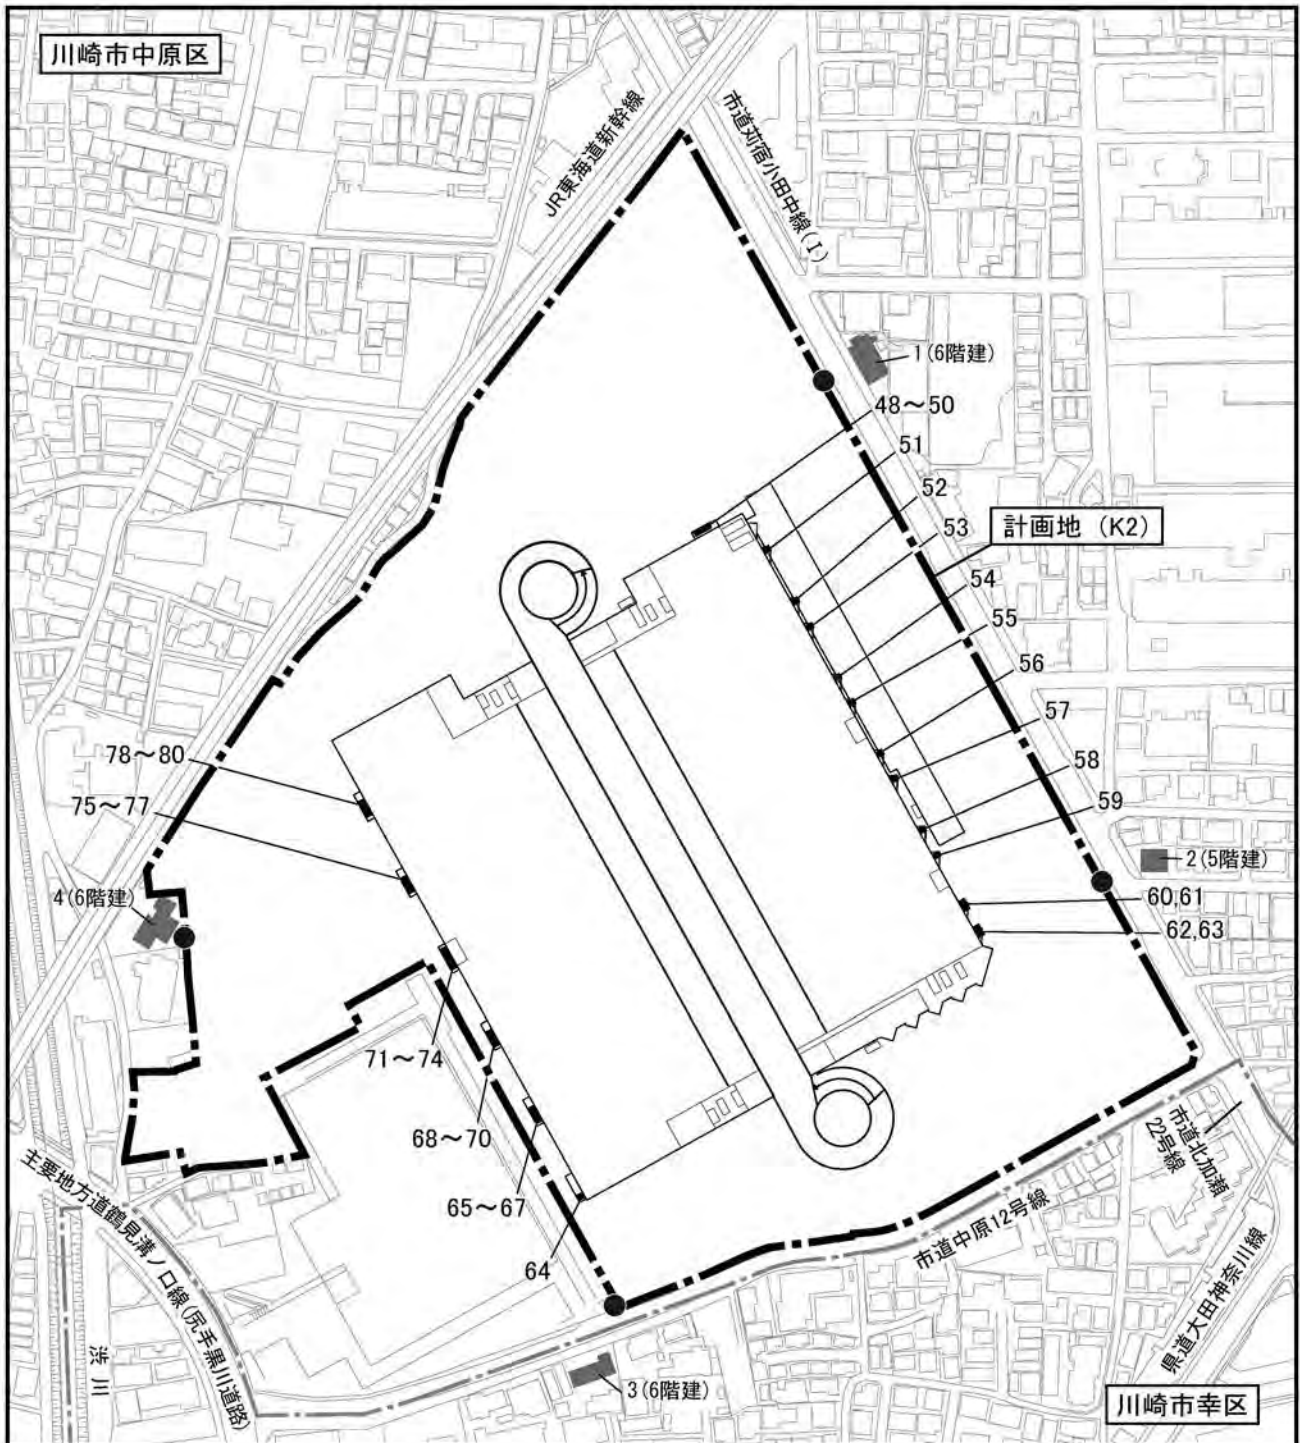 川崎市中原区
JR東海道新幹線
市道苅宿小田中線(Ⅰ)
1(6階建)
48～50
51
52
53
計画地 (K2)
54
55
56
57
58
59
78～80
75～77
2(5階建)
4(6階建)
60,61
62,63
71～74
68～70
65～67
64
市道北加瀬
22号線
市道中原12号線
主要地方道鶴見溝ノ口線(尻手黒川道路)
県道大田神奈川線
渋川
3(6階建)
川崎市幸区